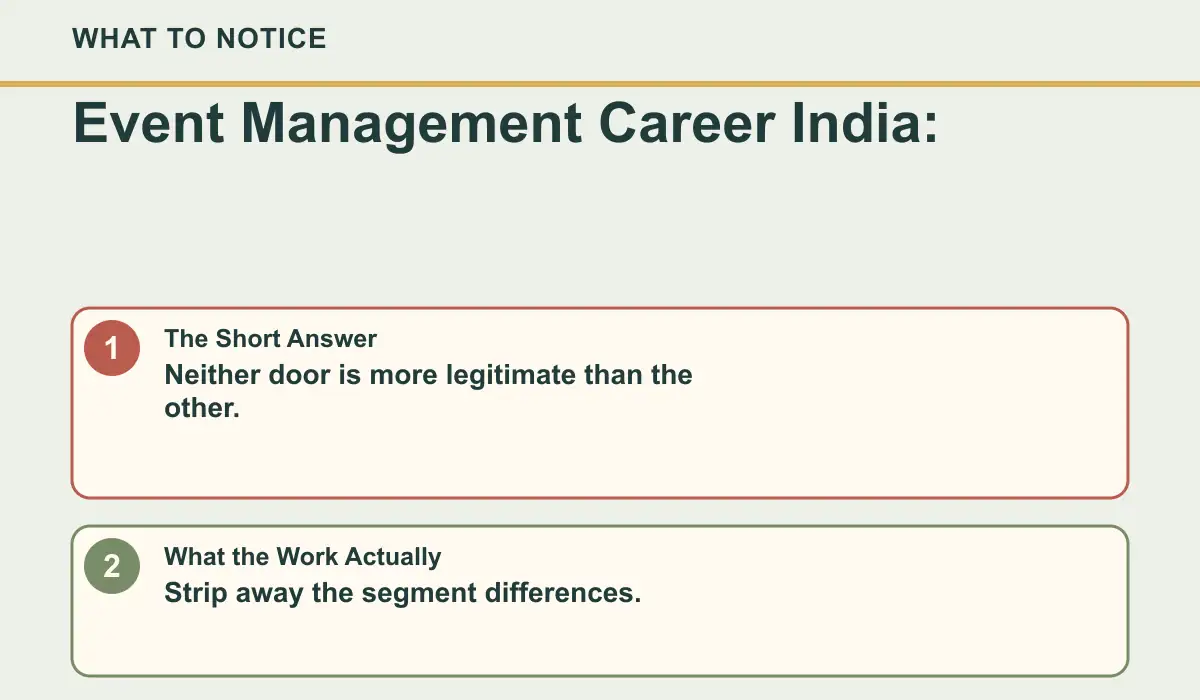 WHAT TO NOTICE
Event Management Career India:
1
The Short Answer
Neither door is more legitimate than the
other.
2
What the Work Actually
Strip away the segment differences.